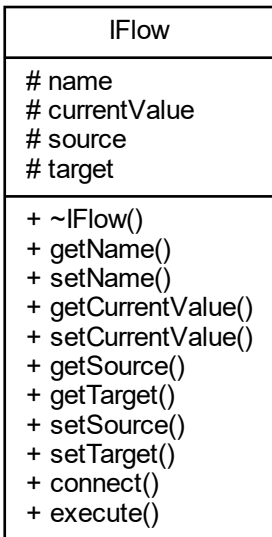 IFlow
# name
# currentValue
# source
# target
+ ~IFlow()
+ getName()
+ setName()
+ getCurrentValue()
+ setCurrentValue()
+ getSource()
+ getTarget()
+ setSource()
+ setTarget()
+ connect()
+ execute()